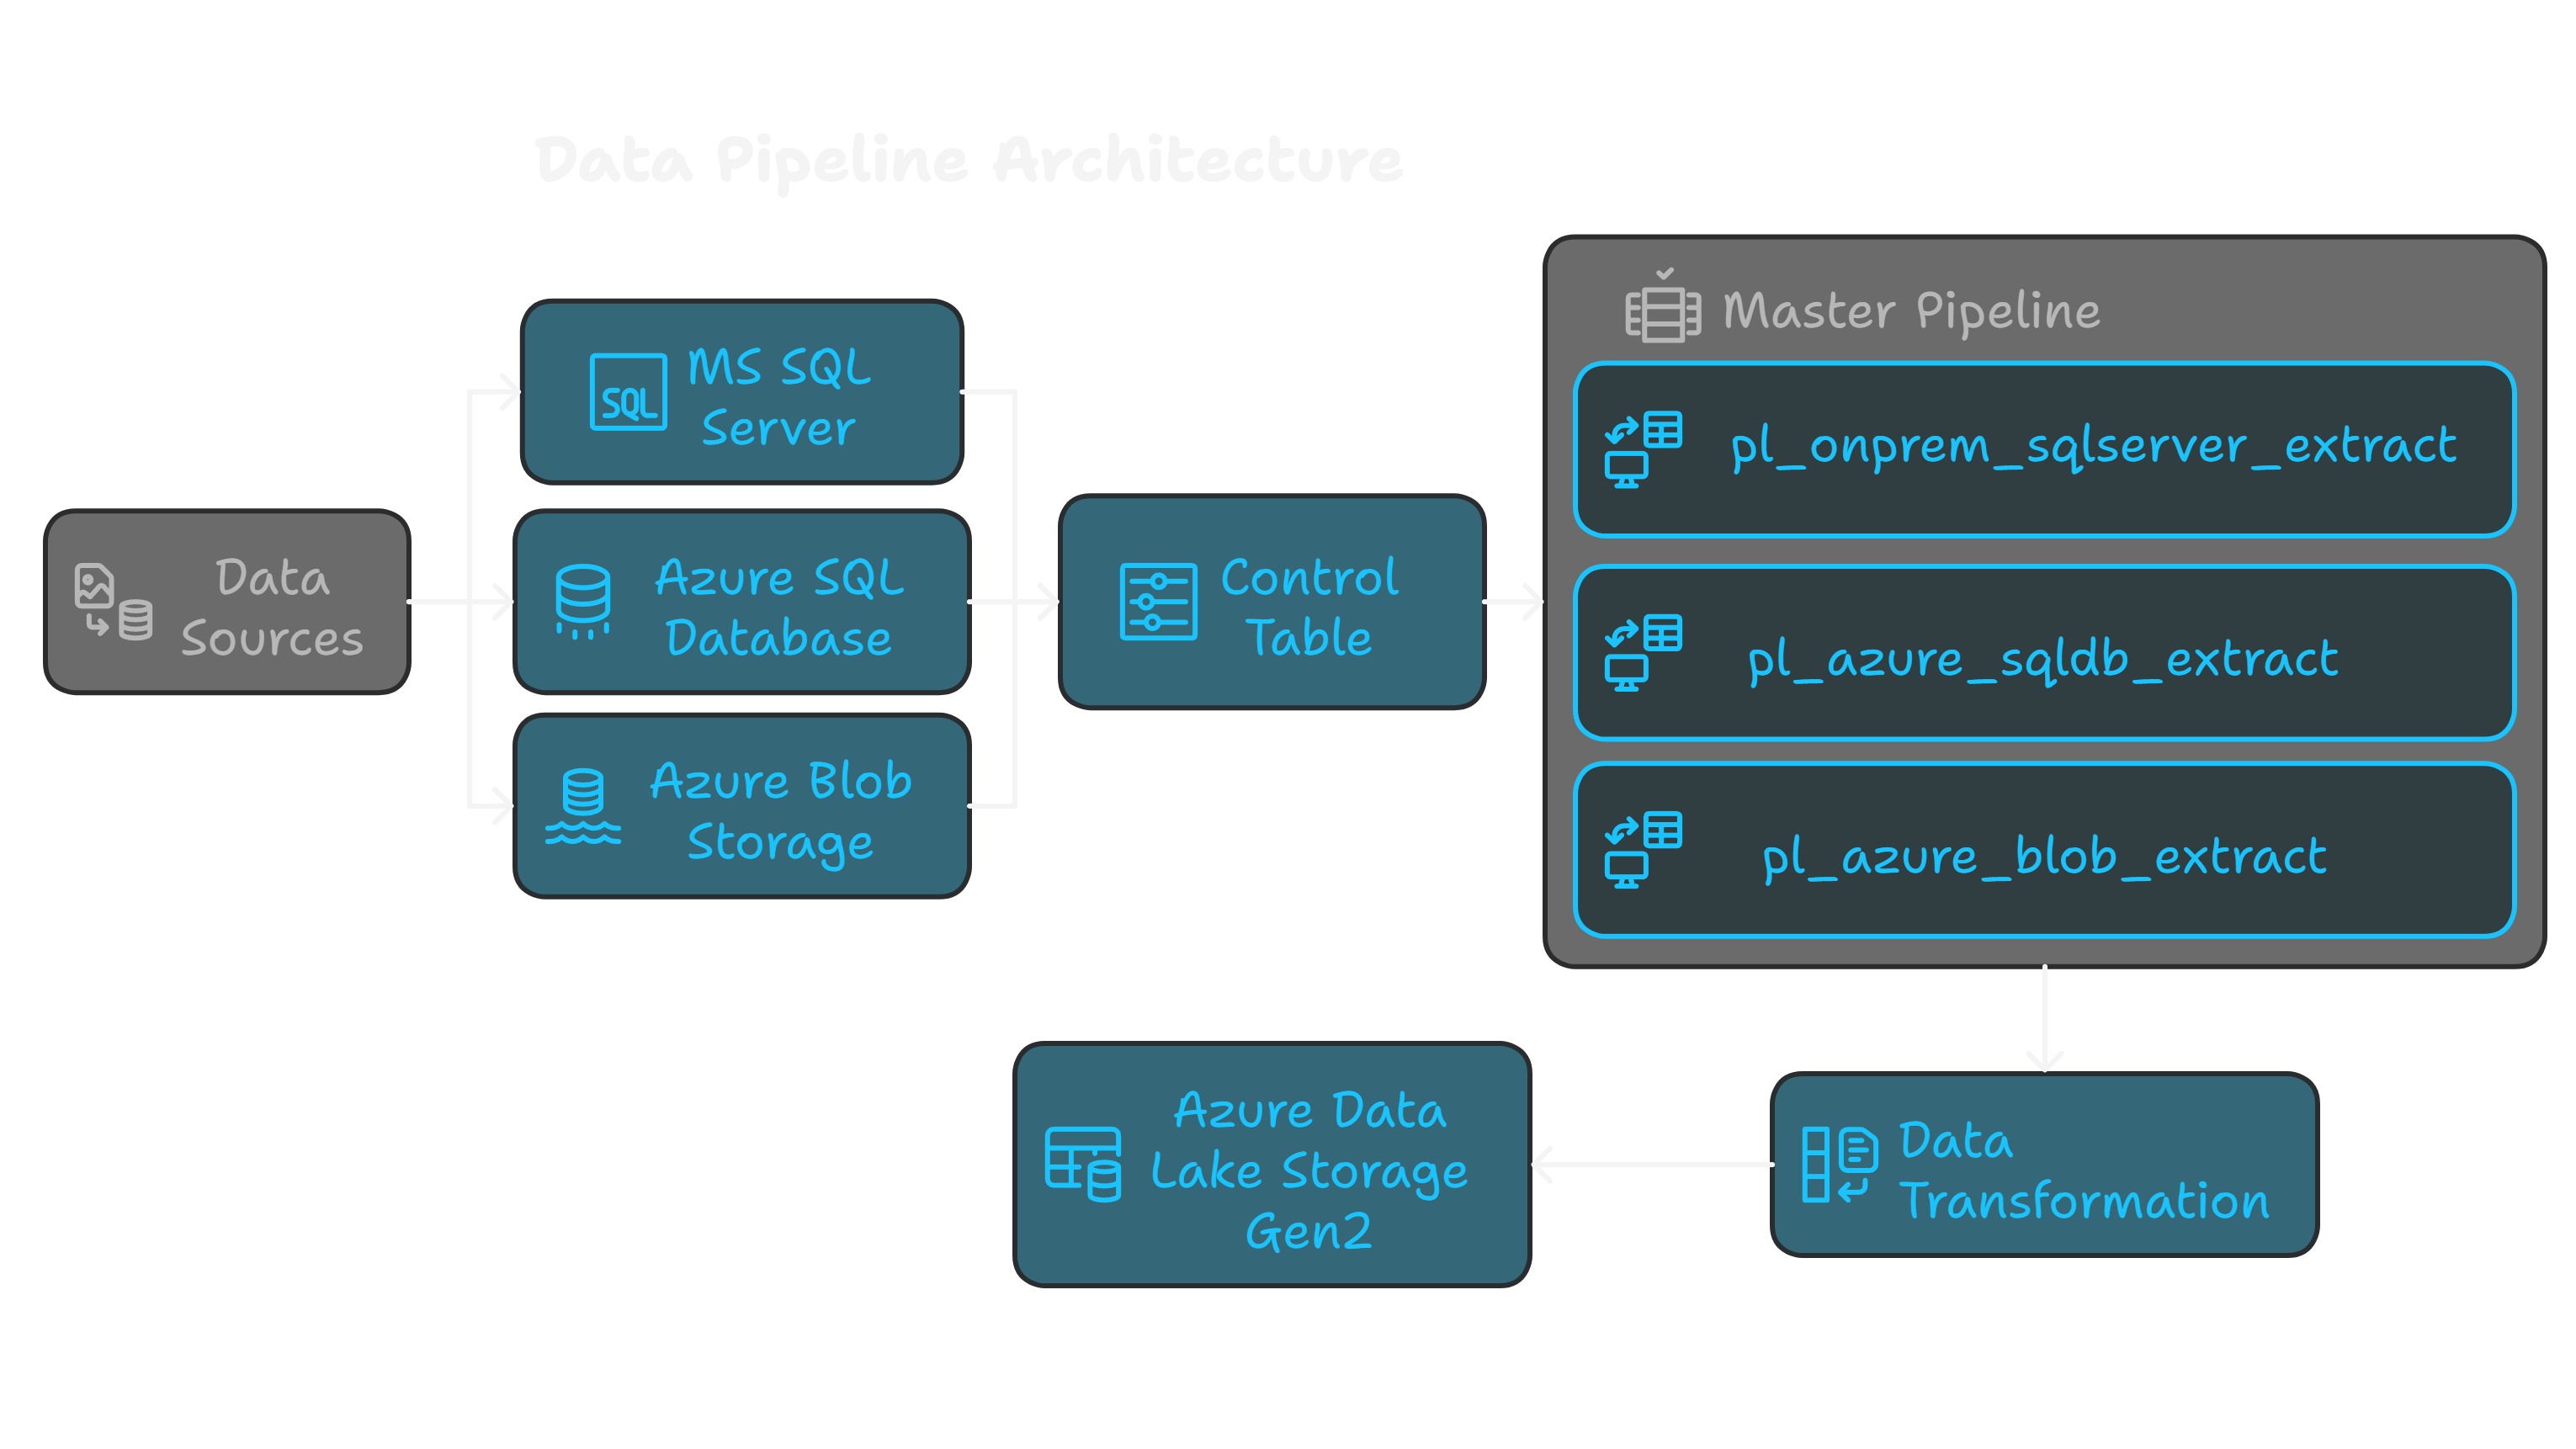 Data Pipeline Architecture
MS SQL
Server
SQL
Azure SQL
Database
Azure Blob
Storage
Data
Sources
Control
Table
Master Pipeline
pl_onprem_sqlserver_extract
pl_azure_sqldb_extract
pl_azure_blob_extract
Data
Transformation
Azure Data
Lake Storage
Gen2